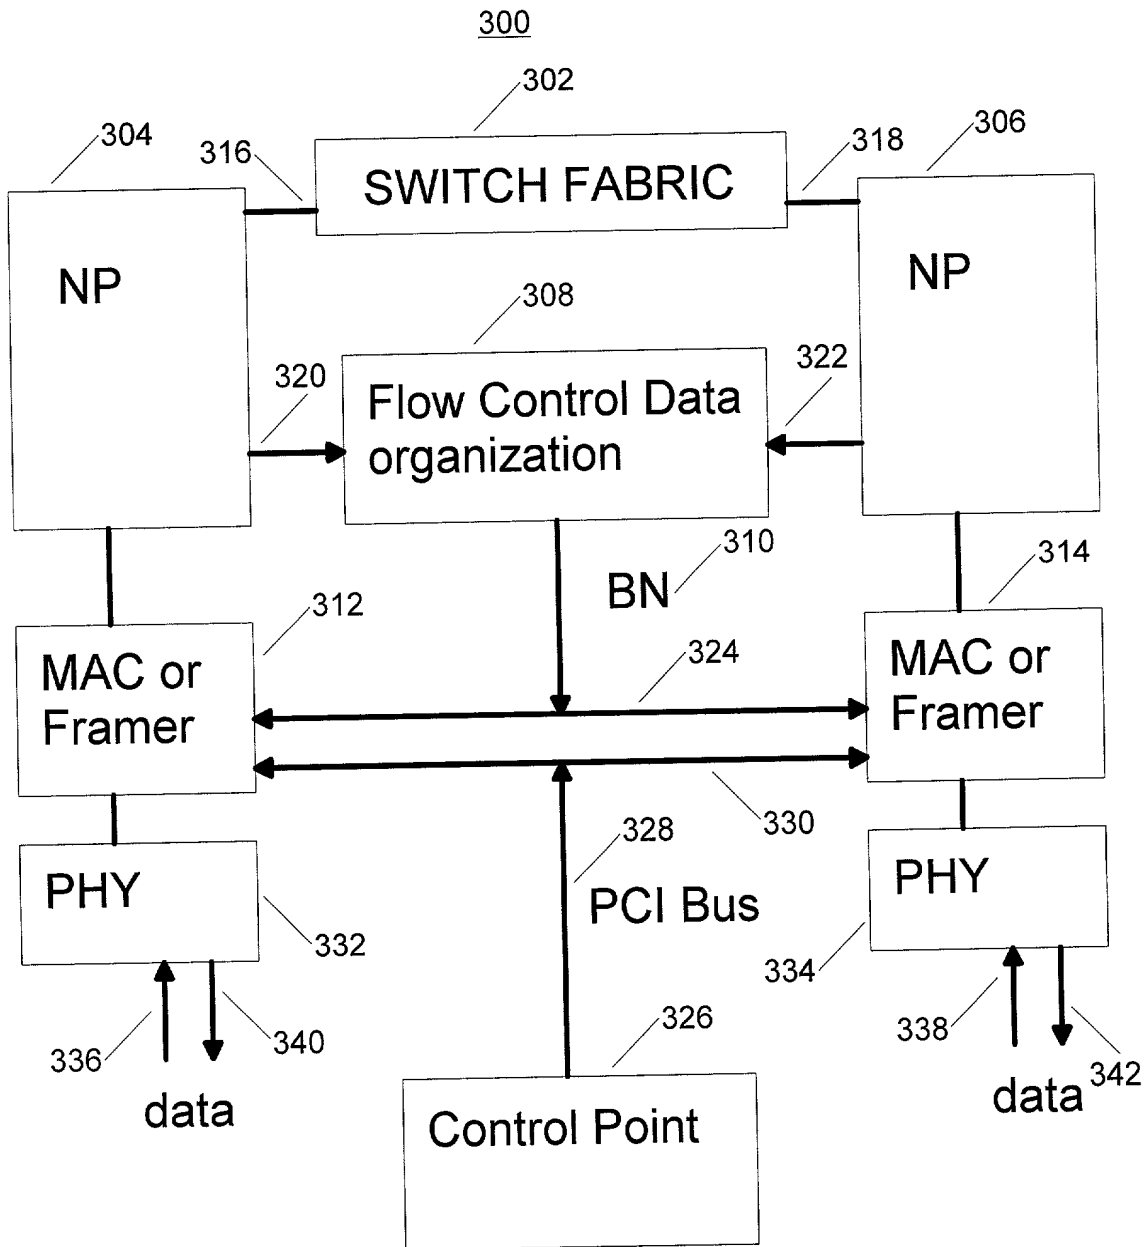 300
302
304
316
SWITCH FABRIC
318
306
NP
NP
308
320
322
Flow Control Data
organization
310
BN
314
312
324
MAC or
Framer
MAC or
Framer
328
330
PHY
PCI Bus
PHY
332
334
336
340
326
338
342
data
data
Control Point